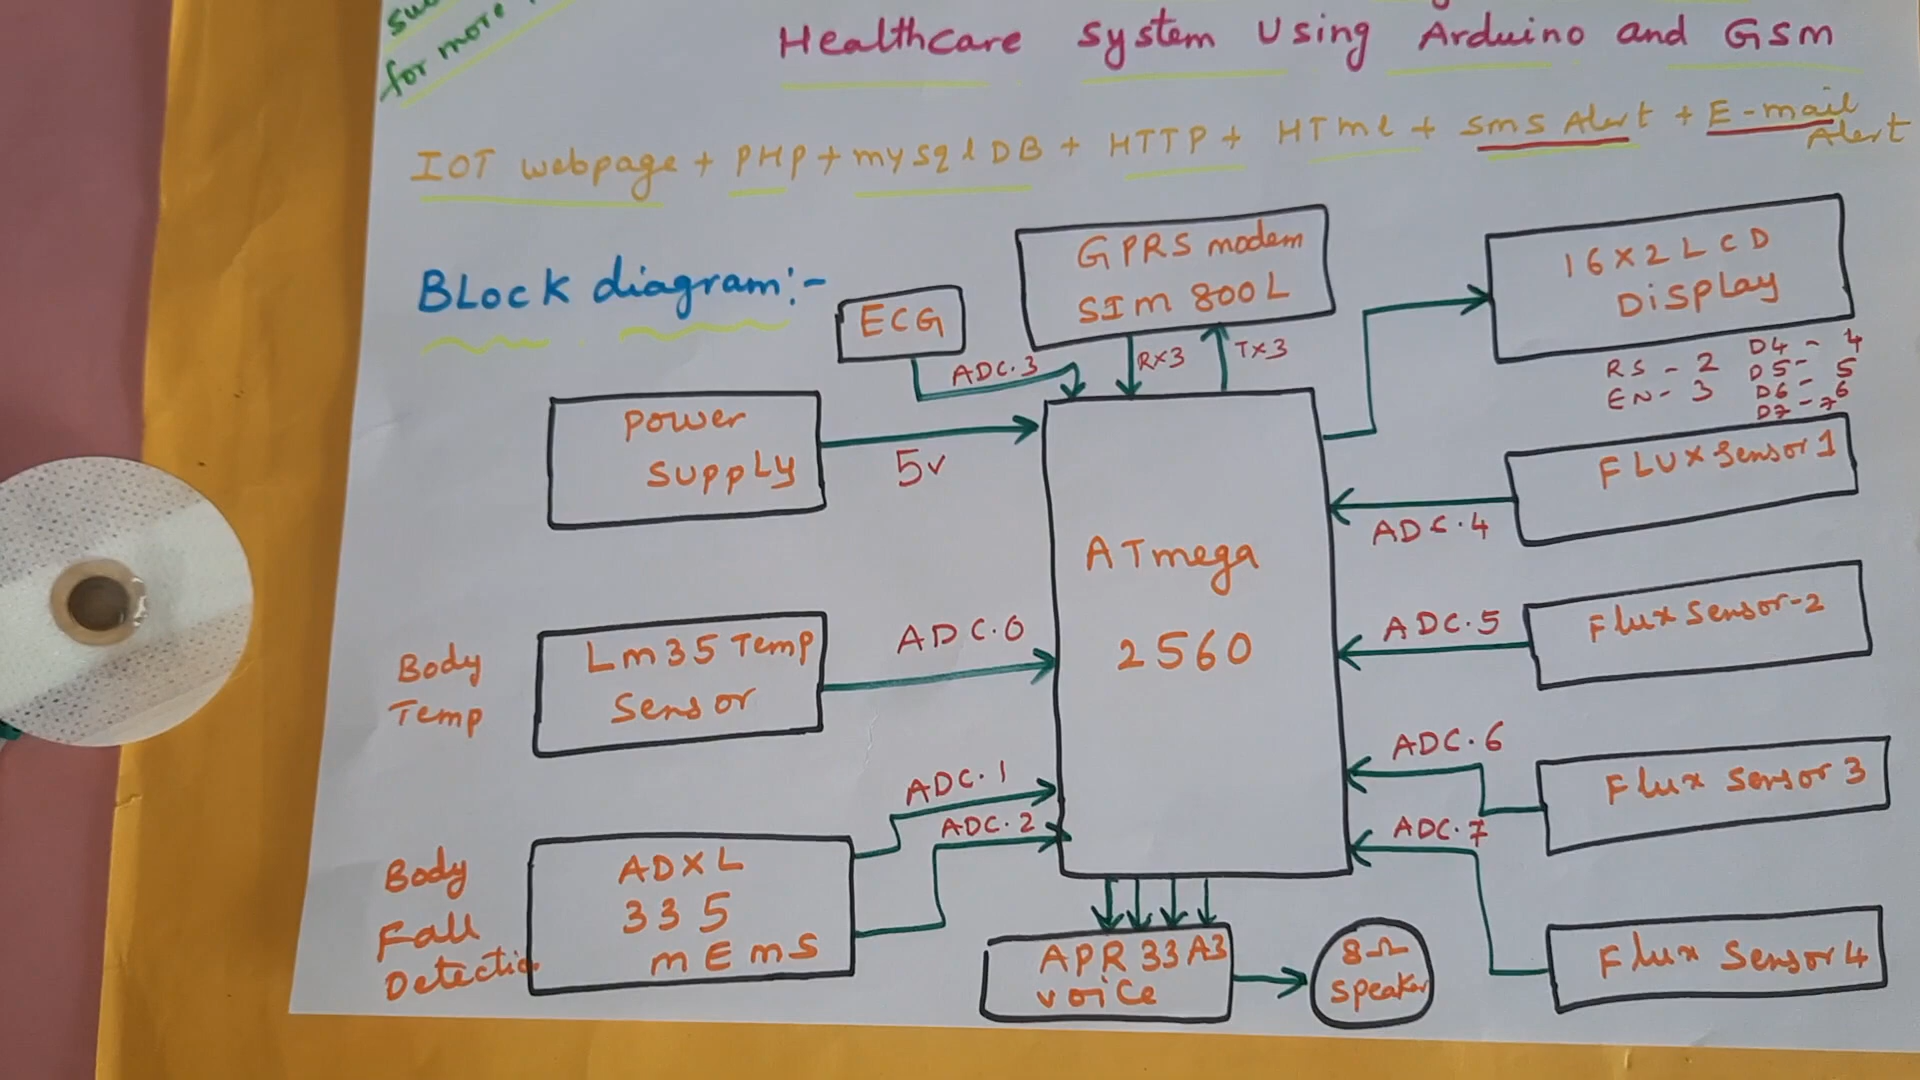 for more
Healthcare System Using Arduino and GSM
IOT webpage + PHP + mysql DB + HTTP + HTml + Sms Alert + E-mail
Alert
BLock diagram:-
ECG
GPRS modem
SIm 800L
16X2 LCD
Display
ADC.3
RX3
TX3
RS - 2
EN - 3
D4 - 4
D5 - 5
D6 - 6
D7 - 7
power
supply
5v
FLUX Sensor 1
ADC.4
ATmega
2560
Body
Temp
Lm35 Temp
Sensor
ADC.0
ADC.5
Flux Sensor-2
ADC.1
ADC.2
ADC.6
Flux Sensor 3
ADC.7
Body
Fall
Detection
ADXL
335
mEms
APR 33A3
voice
8Ω
Speaker
Flux Sensor 4